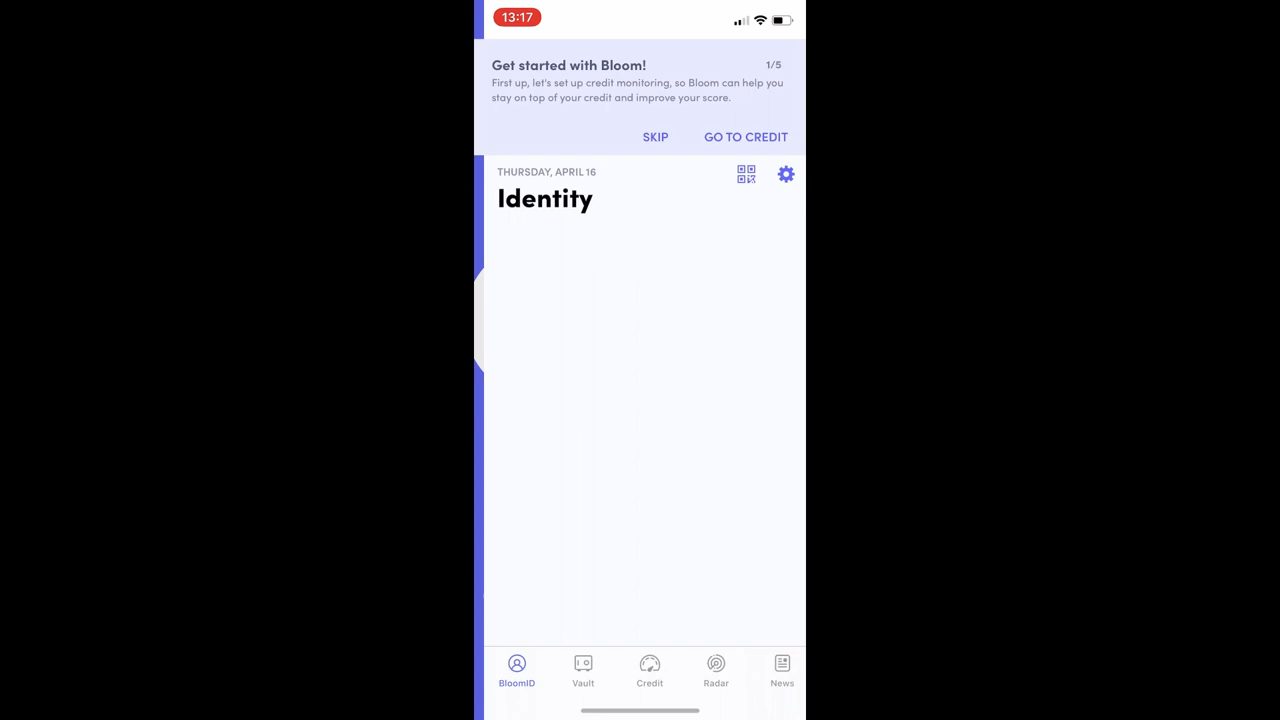 13:17
Get started with Bloom!
1/5
First up, let's set up credit monitoring, so Bloom can help you
stay on top of your credit and improve your score.
SKIP GO TO CREDIT
THURSDAY, APRIL 16
Identity
BloomID Vault Credit Radar News